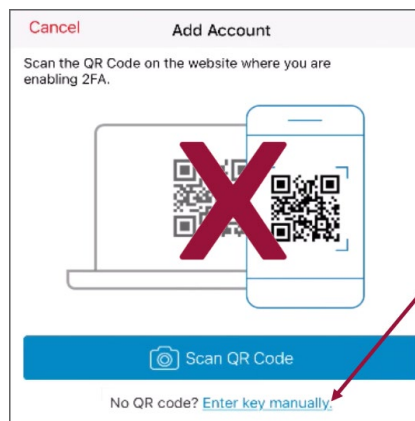 Cancel Add Account
Scan the QR Code on the website where you are
enabling 2FA.
Scan QR Code
No QR code? Enter key manually.